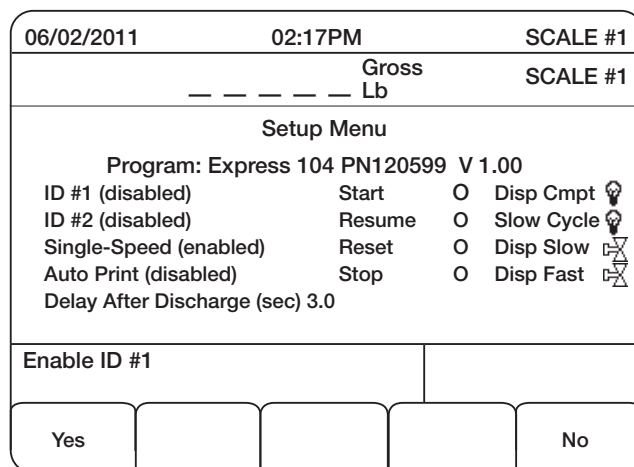 06/02/2011 02:17PM SCALE #1
Gross SCALE #1
_ _ _ _ _ Lb
Setup Menu
Program: Express 104 PN120599 V 1.00
ID #1 (disabled) Start O Disp Cmpt
ID #2 (disabled) Resume O Slow Cycle
Single-Speed (enabled) Reset O Disp Slow
Auto Print (disabled) Stop O Disp Fast
Delay After Discharge (sec) 3.0
Enable ID #1
Yes No